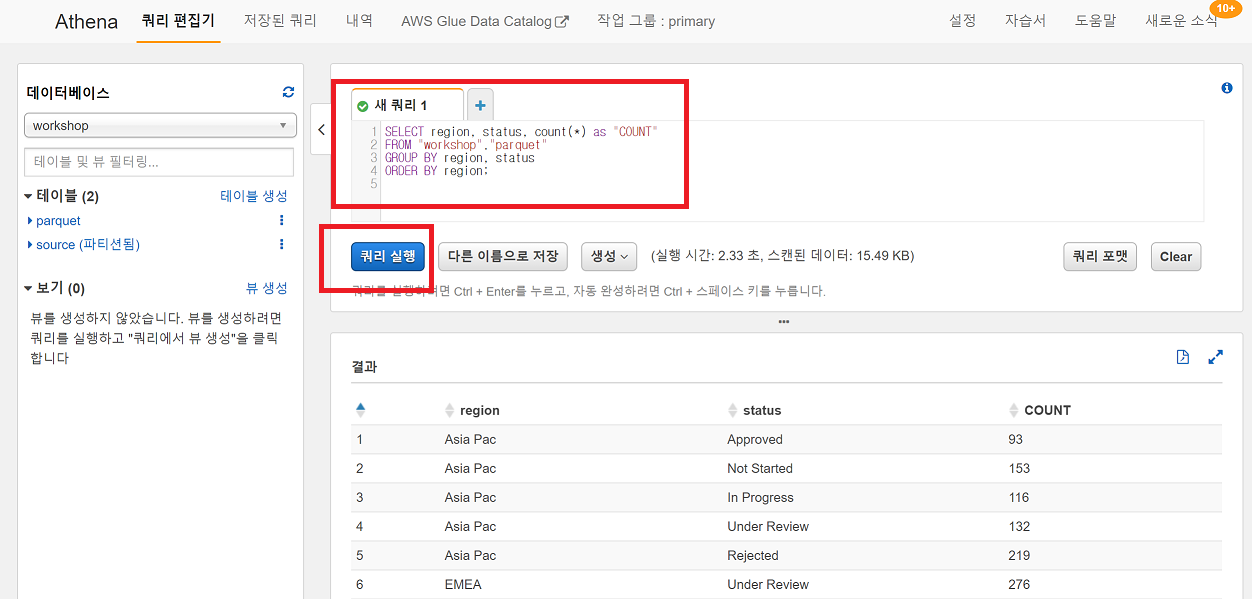 Athena 쿼리 편집기 저장된 쿼리 내역 AWS Glue Data Catalog 작업 그룹 : primary 설정 자습서 도움말 새로운 소식 10+
데이터베이스
workshop
테이블 및 뷰 필터링...
테이블 (2) 테이블 생성
parquet
source (파티션됨)
보기 (0) 뷰 생성
뷰를 생성하지 않았습니다. 뷰를 생성하려면
쿼리를 실행하고 "쿼리에서 뷰 생성"을 클릭
합니다
새 쿼리 1
1 SELECT region, status, count(*) as "COUNT"
2 FROM "workshop"."parquet"
3 GROUP BY region, status
4 ORDER BY region;
5
쿼리 실행 다른 이름으로 저장 생성 (실행 시간: 2.33 초, 스캔된 데이터: 15.49 KB) 쿼리 포맷 Clear
쿼리를 실행하려면 Ctrl + Enter를 누르고, 자동 완성하려면 Ctrl + 스페이스 키를 누릅니다.
결과
region status COUNT
1 Asia Pac Approved 93
2 Asia Pac Not Started 153
3 Asia Pac In Progress 116
4 Asia Pac Under Review 132
5 Asia Pac Rejected 219
6 EMEA Under Review 276